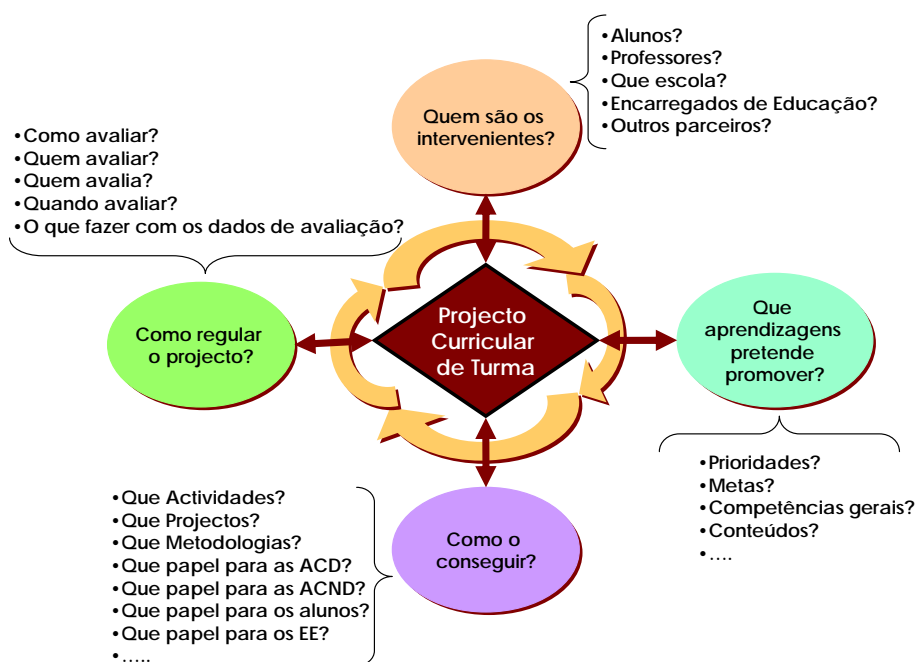 •Alunos?
•Professores?
•Que escola?
•Encarregados de Educação?
•Outros parceiros?
Quem são os
intervenientes?
•Como avaliar?
•Quem avaliar?
•Quem avalia?
•Quando avaliar?
•O que fazer com os dados de avaliação?
Como regular
o projecto?
Projecto
Curricular
de Turma
Que
aprendizagens
pretende
promover?
•Prioridades?
•Metas?
•Competências gerais?
•Conteúdos?
•....
Como o
conseguir?
•Que Actividades?
•Que Projectos?
•Que Metodologias?
•Que papel para as ACD?
•Que papel para as ACND?
•Que papel para os alunos?
•Que papel para os EE?
•.....